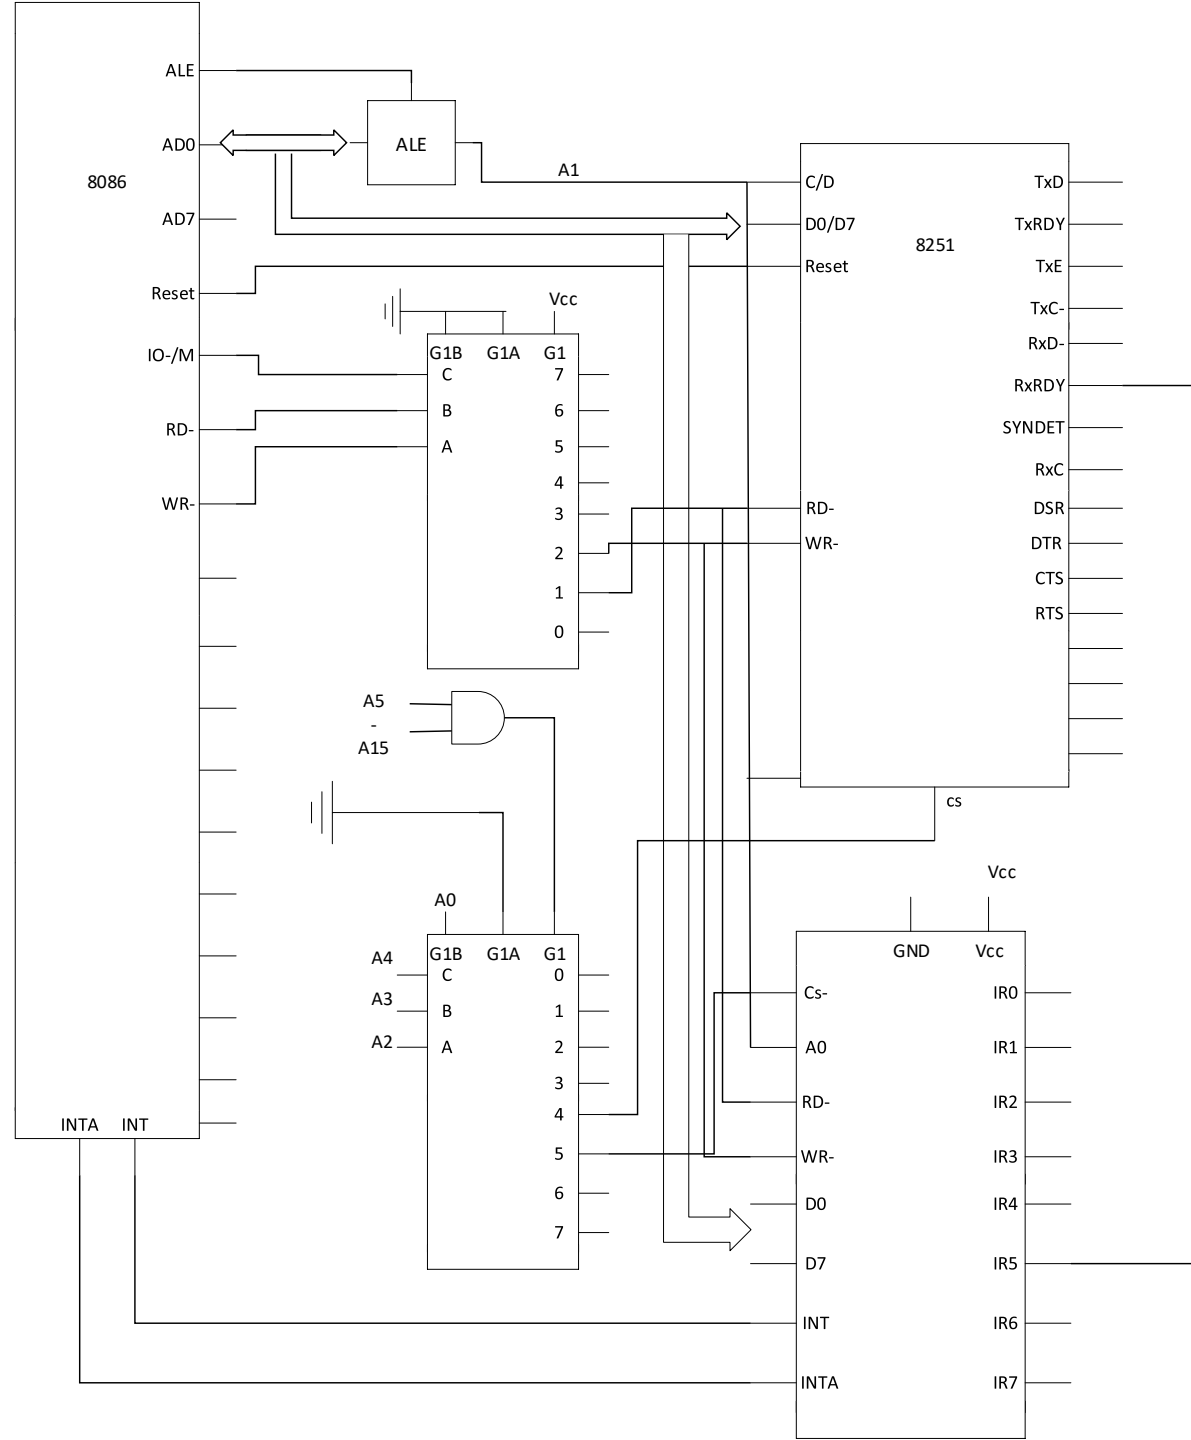 8086
ALE
AD0
AD7
Reset
IO-/M
RD-
WR-
INTA INT
ALE
A1
Vcc
G1B G1A G1
C
B
A
7
6
5
4
3
2
1
0
A5
-
A15
A0
G1B G1A G1
A4
A3
A2
C
B
A
0
1
2
3
4
5
6
7
8251
C/D
D0/D7
Reset
RD-
WR-
TxD
TxRDY
TxE
TxC-
RxD-
RxRDY
SYNDET
RxC
DSR
DTR
CTS
RTS
cs
Vcc
GND Vcc
Cs-
A0
RD-
WR-
D0
D7
INT
INTA
IR0
IR1
IR2
IR3
IR4
IR5
IR6
IR7